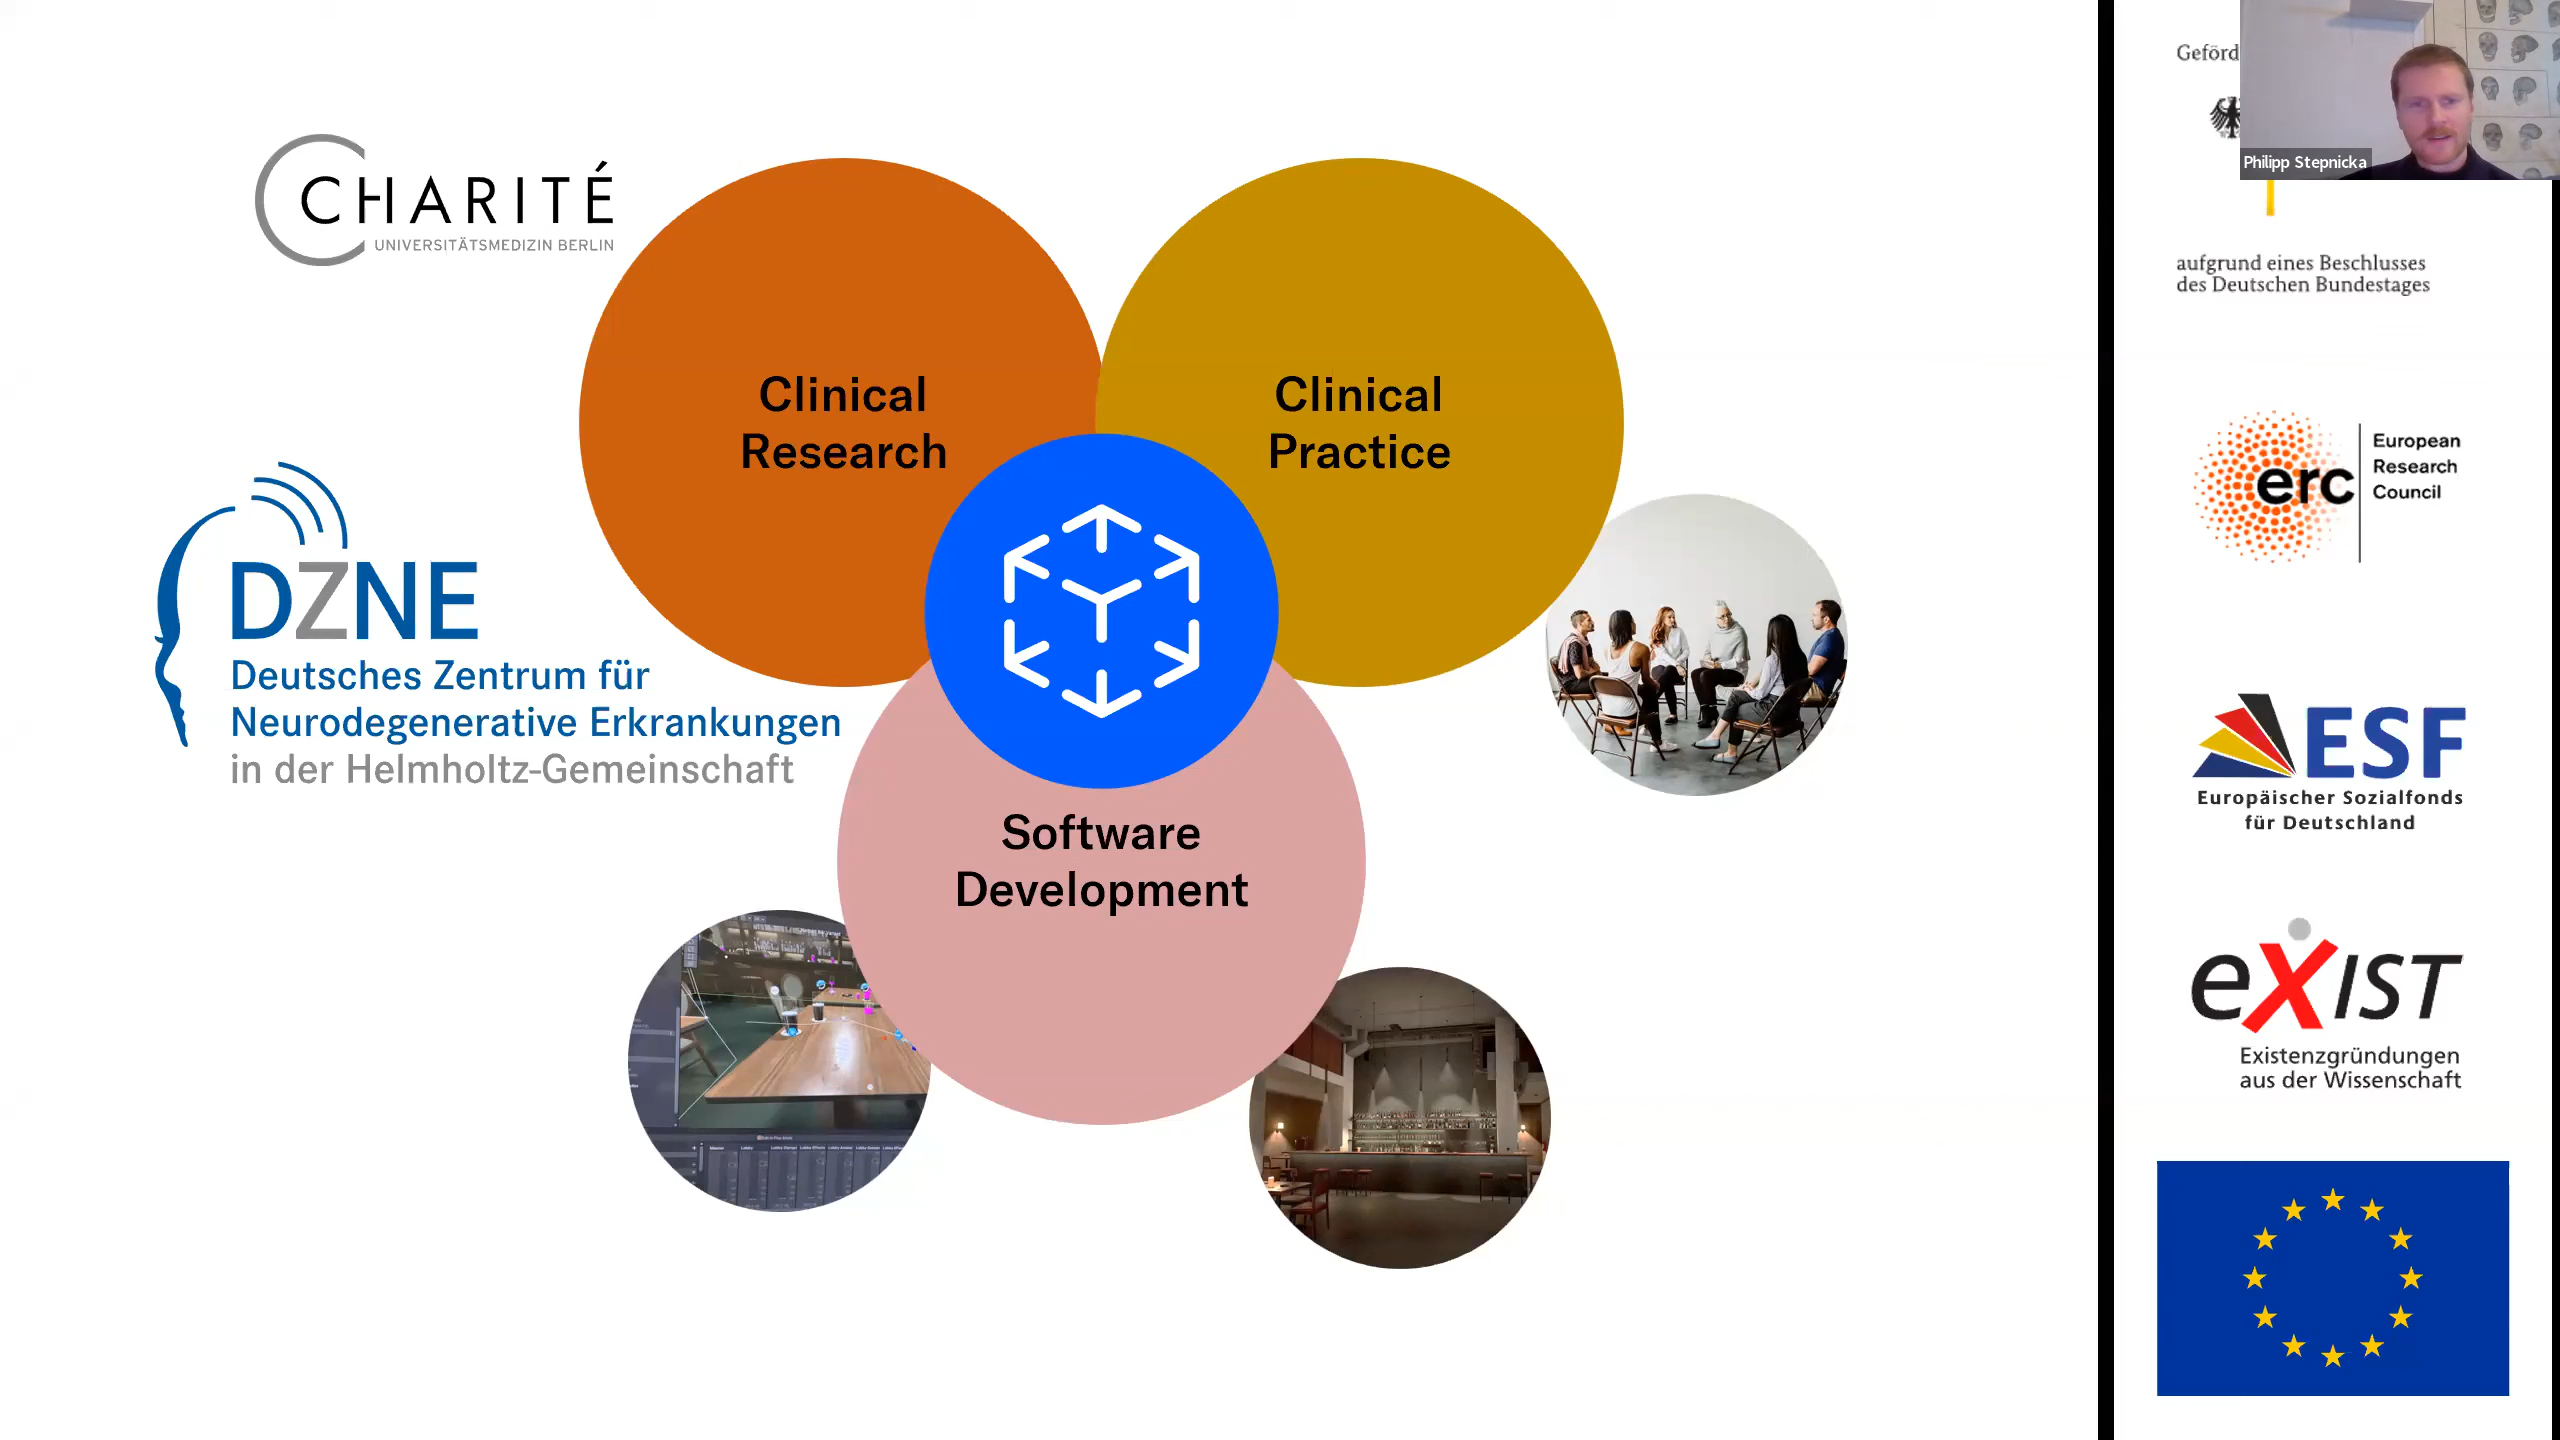 CHARITÉ
UNIVERSITÄTSMEDIZIN BERLIN
DZNE
Deutsches Zentrum für
Neurodegenerative Erkrankungen
in der Helmholtz-Gemeinschaft
Clinical
Research
Clinical
Practice
Software
Development
Geförd
Philipp Stepnicka
aufgrund eines Beschlusses
des Deutschen Bundestages
erc
European
Research
Council
ESF
Europäischer Sozialfonds
für Deutschland
eXIST
Existenzgründungen
aus der Wissenschaft